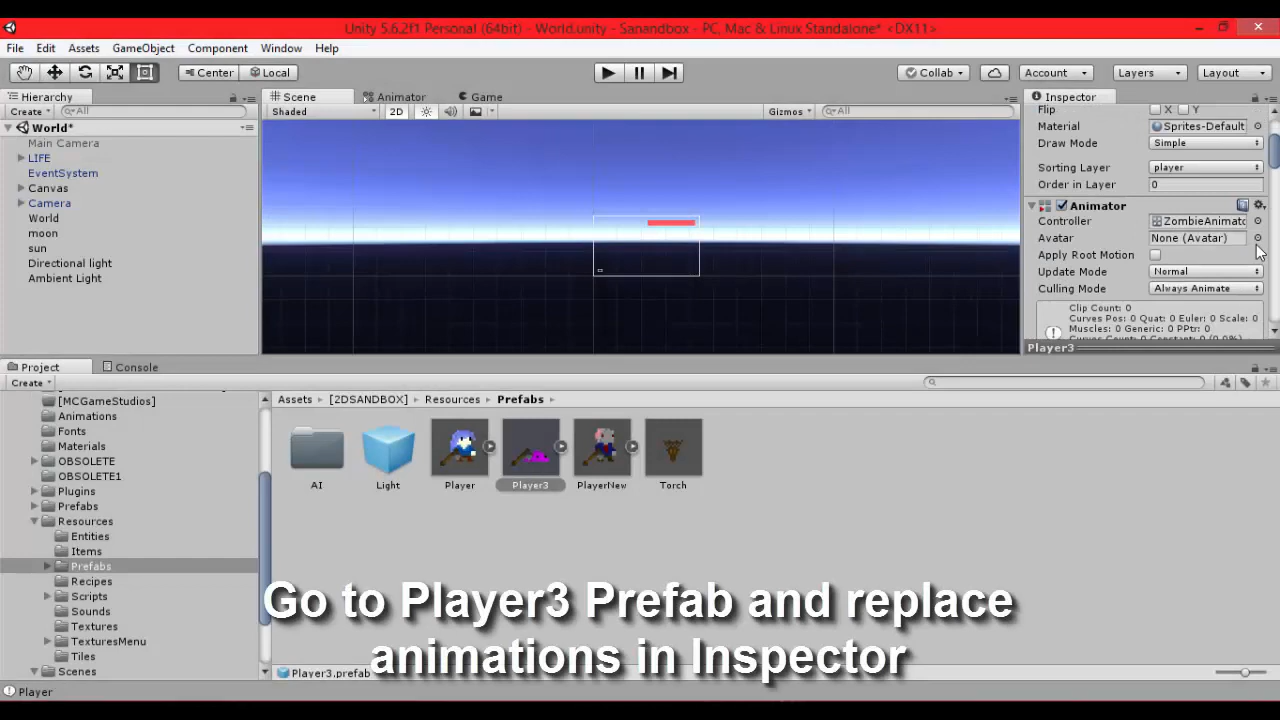 Unity 5.6.2f1 Personal (64bit) - World.unity - Sanandbox - PC, Mac & Linux Standalone* <DX11>
File Edit Assets GameObject Component Window Help
Center Local Collab Account Layers Layout
Hierarchy Scene Animator Game Inspector
Create All Shaded 2D Gizmos All Flip X Y
World*
Main Camera
LIFE
EventSystem
Canvas
Camera
World
moon
sun
Directional light
Ambient Light
Material Sprites-Default
Draw Mode Simple
Sorting Layer player
Order in Layer 0
Animator
Controller ZombieAnimato
Avatar None (Avatar)
Apply Root Motion
Update Mode Normal
Culling Mode Always Animate
Clip Count: 0
Curves Pos: 0 Quat: 0 Euler: 0 Scale: 0
Muscles: 0 Generic: 0 PPtr: 0
Player3
Project Console
Create
[MCGameStudios]
Animations
Fonts
Materials
OBSOLETE
OBSOLETE1
Plugins
Prefabs
Resources
Entities
Items
Prefabs
Recipes
Scripts
Sounds
Textures
TexturesMenu
Tiles
Scenes
Assets [2DSANDBOX] Resources Prefabs
AI Light Player Player3 PlayerNew Torch
Go to Player3 Prefab and replace
animations in Inspector
Player3.prefab
Player